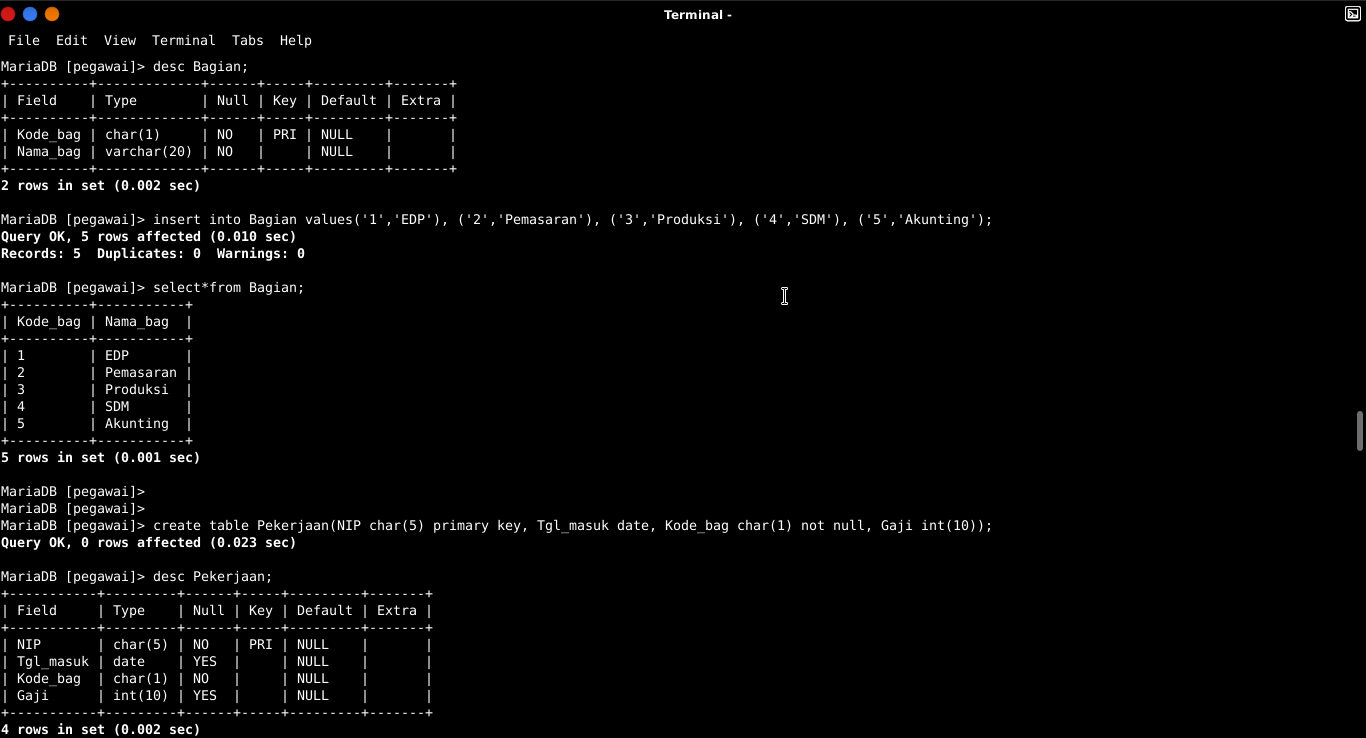 Terminal -
File Edit View Terminal Tabs Help
MariaDB [pegawai]> desc Bagian;
+----------+-------------+------+-----+---------+-------+
| Field    | Type        | Null | Key | Default | Extra |
+----------+-------------+------+-----+---------+-------+
| Kode_bag | char(1)     | NO   | PRI | NULL    |       |
| Nama_bag | varchar(20) | NO   |     | NULL    |       |
+----------+-------------+------+-----+---------+-------+
2 rows in set (0.002 sec)

MariaDB [pegawai]> insert into Bagian values('1','EDP'), ('2','Pemasaran'), ('3','Produksi'), ('4','SDM'), ('5','Akunting');
Query OK, 5 rows affected (0.010 sec)
Records: 5  Duplicates: 0  Warnings: 0

MariaDB [pegawai]> select*from Bagian;
+----------+-----------+
| Kode_bag | Nama_bag  |
+----------+-----------+
| 1        | EDP       |
| 2        | Pemasaran |
| 3        | Produksi  |
| 4        | SDM       |
| 5        | Akunting  |
+----------+-----------+
5 rows in set (0.001 sec)

MariaDB [pegawai]>
MariaDB [pegawai]>
MariaDB [pegawai]> create table Pekerjaan(NIP char(5) primary key, Tgl_masuk date, Kode_bag char(1) not null, Gaji int(10));
Query OK, 0 rows affected (0.023 sec)

MariaDB [pegawai]> desc Pekerjaan;
+-----------+---------+------+-----+---------+-------+
| Field     | Type    | Null | Key | Default | Extra |
+-----------+---------+------+-----+---------+-------+
| NIP       | char(5) | NO   | PRI | NULL    |       |
| Tgl_masuk | date    | YES  |     | NULL    |       |
| Kode_bag  | char(1) | NO   |     | NULL    |       |
| Gaji      | int(10) | YES  |     | NULL    |       |
+-----------+---------+------+-----+---------+-------+
4 rows in set (0.002 sec)